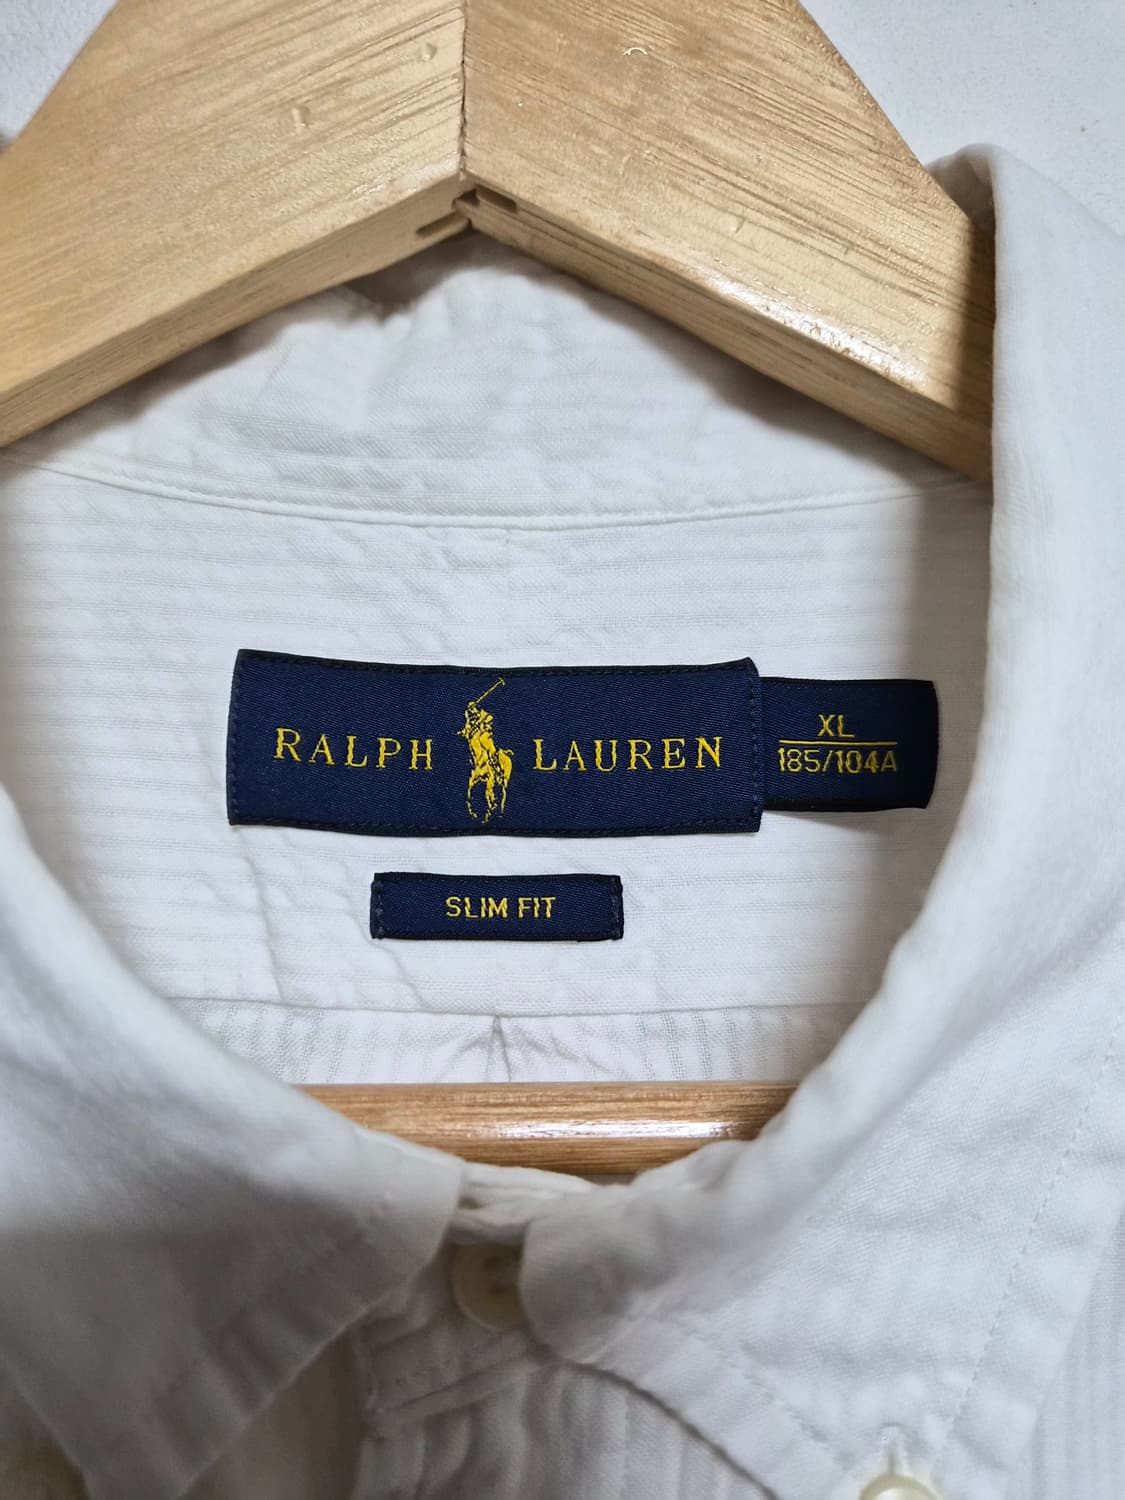 RALPH LAUREN
XL
185/104A
SLIM FIT